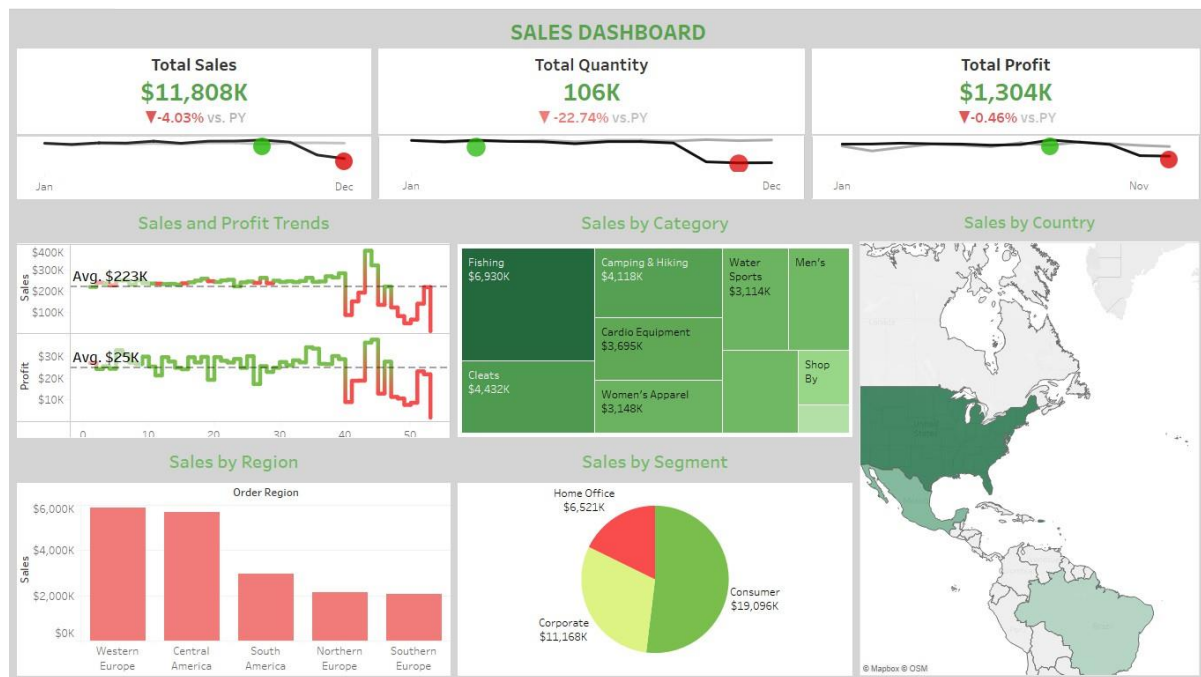 SALES DASHBOARD
Total Sales
$11,808K
▼-4.03% vs. PY
Jan
Dec
Total Quantity
106K
▼ -22.74% vs.PY
Jan
Dec
Total Profit
$1,304K
▼-0.46% vs.PY
Jan
Nov
Sales and Profit Trends
$400K
$300K
$200K
$100K
Sales
Avg. $223K
$30K
$20K
$10K
Profit
Avg. $25K
0
10
20
30
40
50
Sales by Category
Fishing
$6,930K
Cleats
$4,432K
Camping & Hiking
$4,118K
Cardio Equipment
$3,695K
Women's Apparel
$3,148K
Water
Sports
$3,114K
Men's
Shop
By
Sales by Country
© Mapbox © OSM
Sales by Region
Order Region
$6,000K
$4,000K
$2,000K
$0K
Sales
Western
Europe
Central
America
South
America
Northern
Europe
Southern
Europe
Sales by Segment
Home Office
$6,521K
Consumer
$19,096K
Corporate
$11,168K